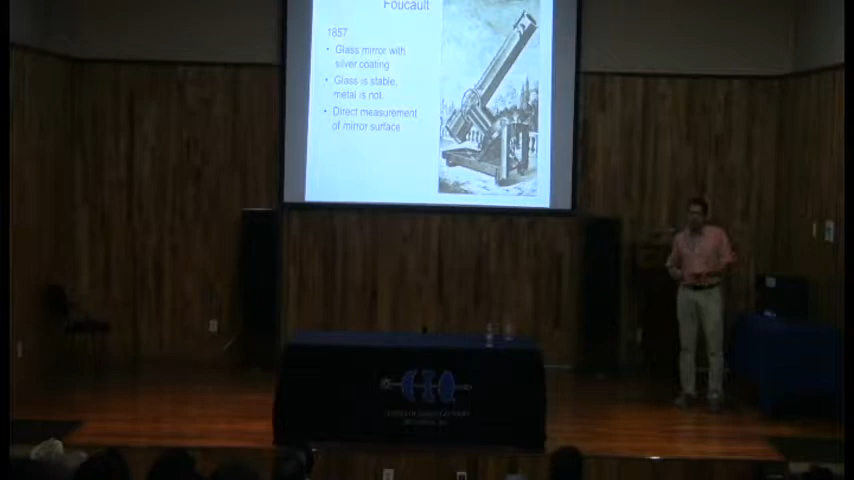 Foucault
1857
• Glass mirror with
silver coating
• Glass is stable,
metal is not.
• Direct measurement
of mirror surface